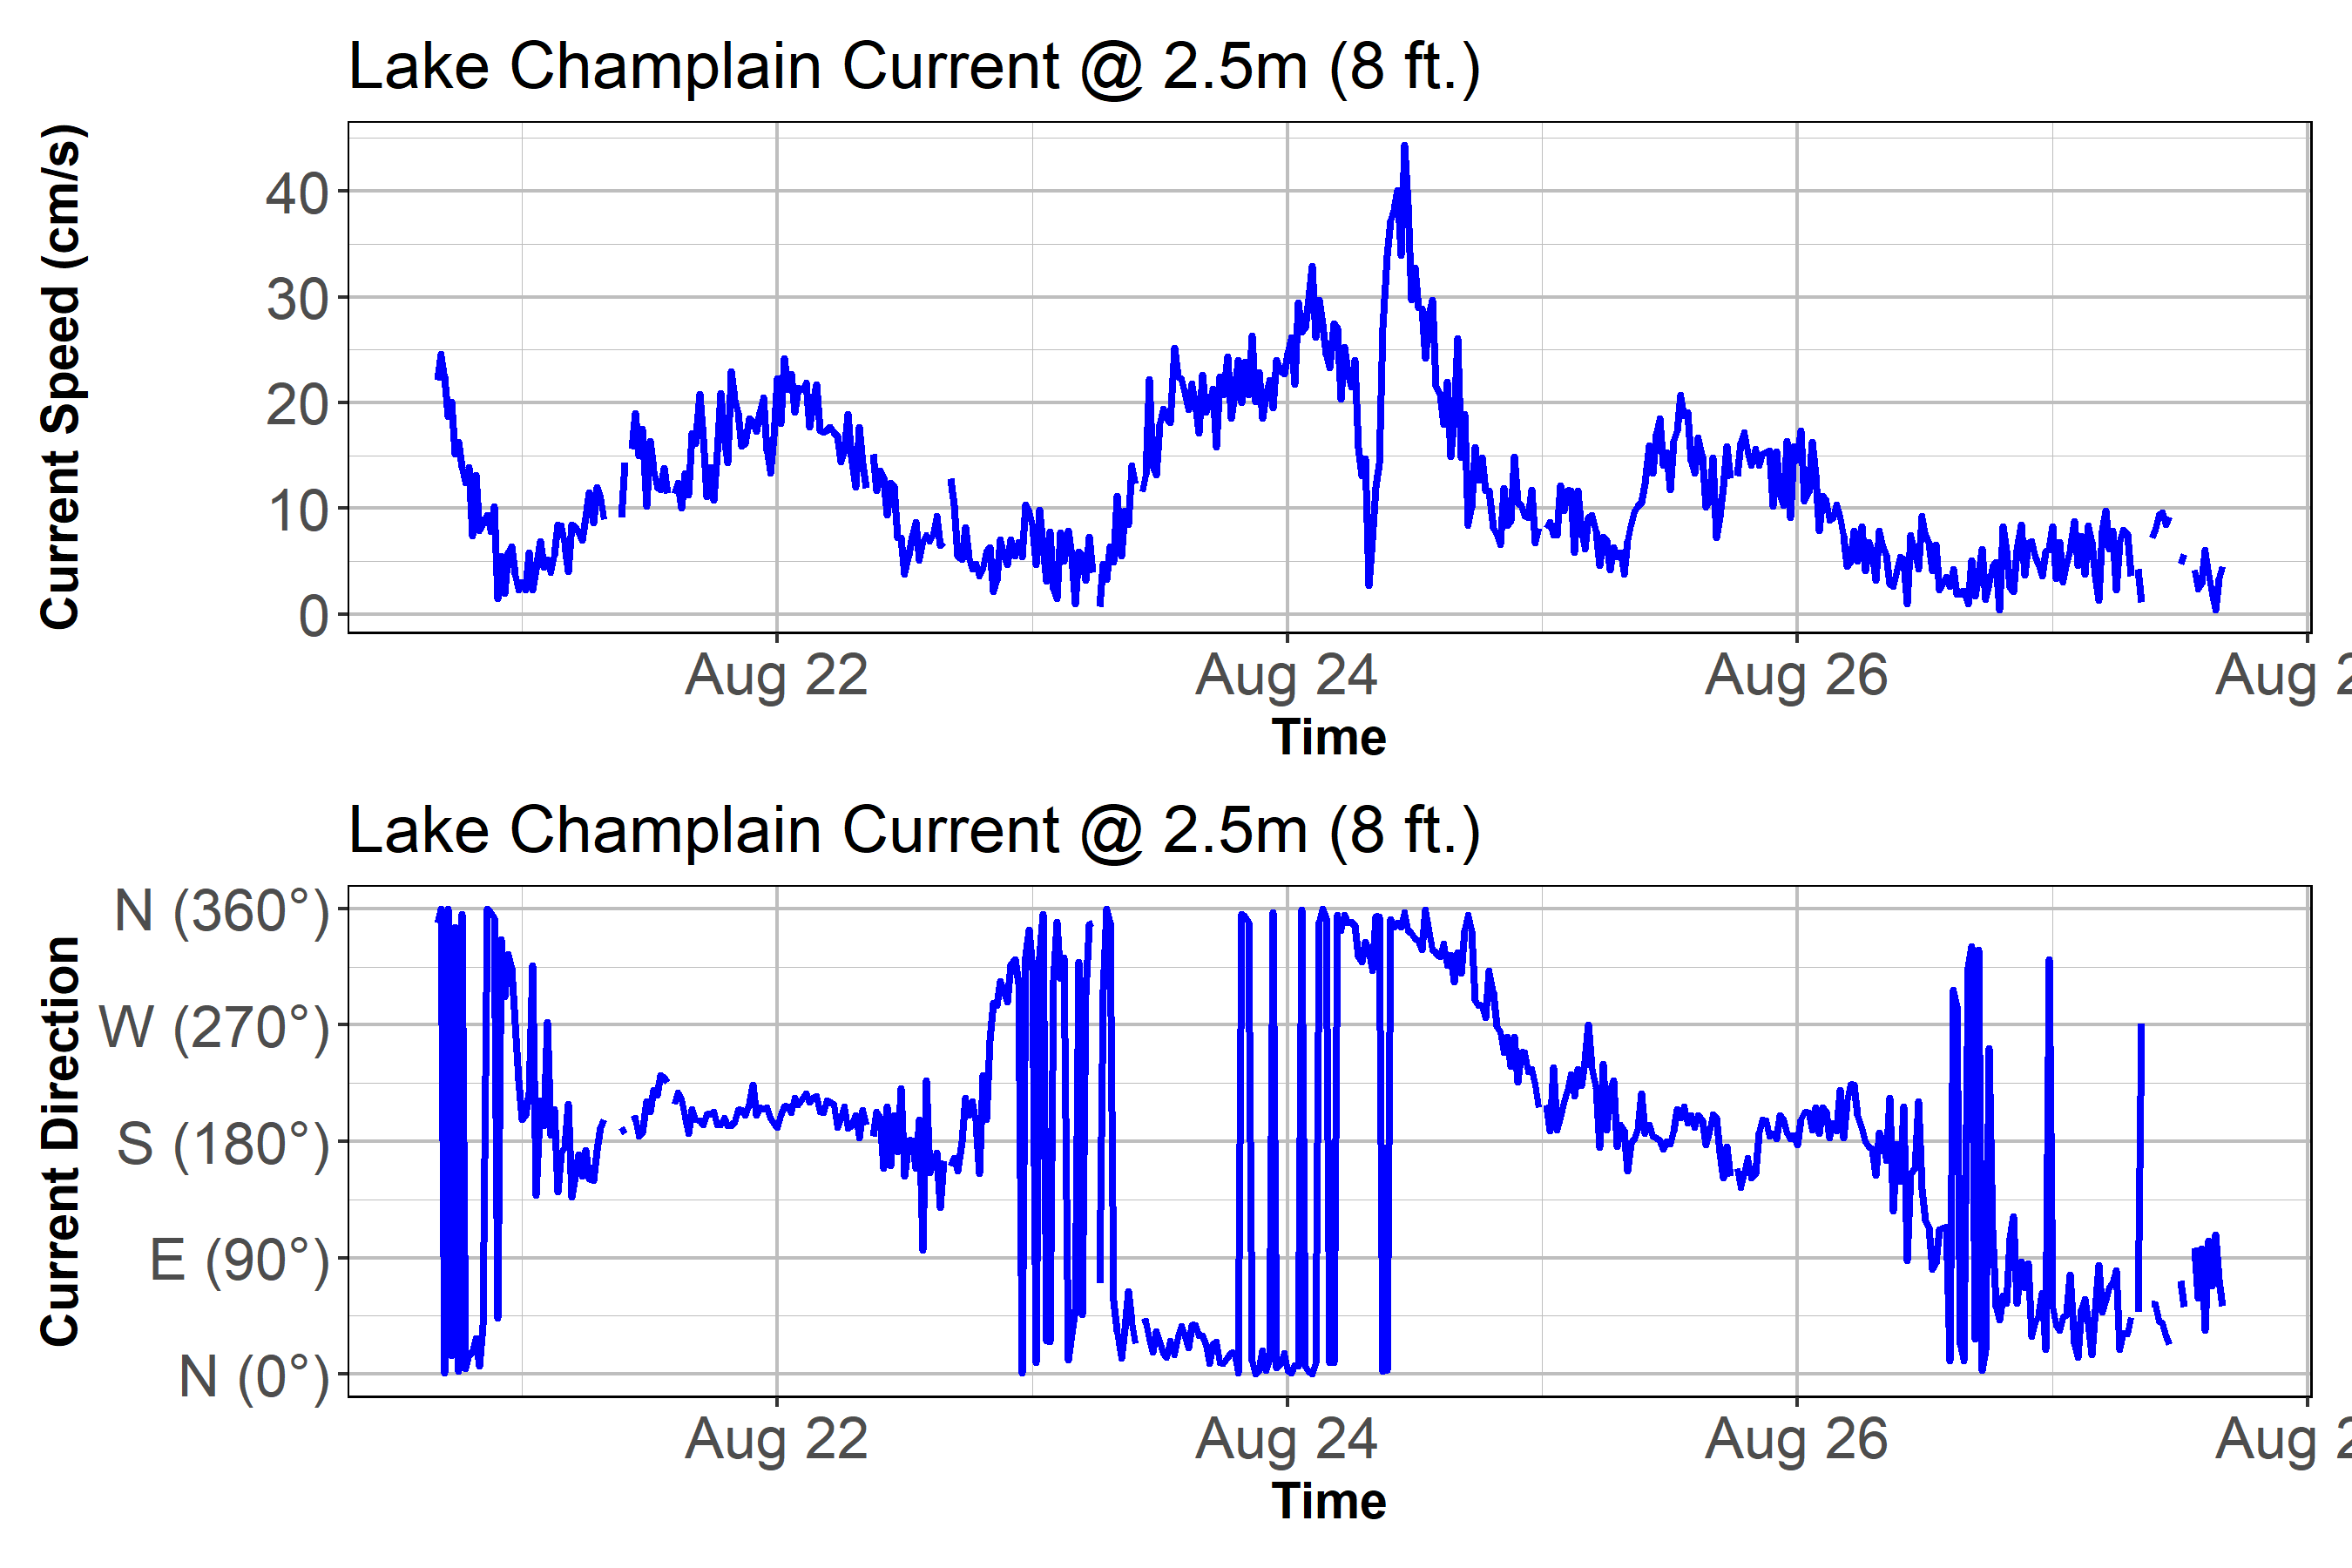 Lake Champlain Current @ 2.5m (8 ft.)
Current Speed (cm/s)
40
30
20
10
0
Aug 22
Aug 24
Aug 26
Aug 2
Time
Lake Champlain Current @ 2.5m (8 ft.)
Current Direction
N (360°)
W (270°)
S (180°)
E (90°)
N (0°)
Aug 22
Aug 24
Aug 26
Aug 2
Time